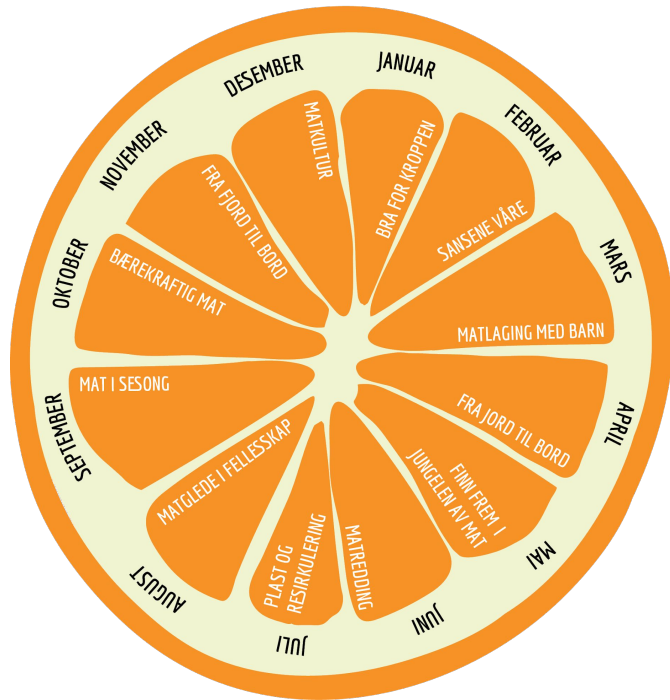 JANUAR
BRA FOR KROPPEN
FEBRUAR
SANSENE VÅRE
MARS
MATLAGING MED BARN
APRIL
FRA JORD TIL BORD
MAI
FINN FREM I
JUNGELEN AV MAT
JUNI
MATREDDING
JULI
PLAST OG
RESIRKULERING
AUGUST
MATGLEDE I FELLESSKAP
SEPTEMBER
MAT I SESONG
OKTOBER
BÆREKRAFTIG MAT
NOVEMBER
FRA FJORD TIL BORD
DESEMBER
MATKULTUR